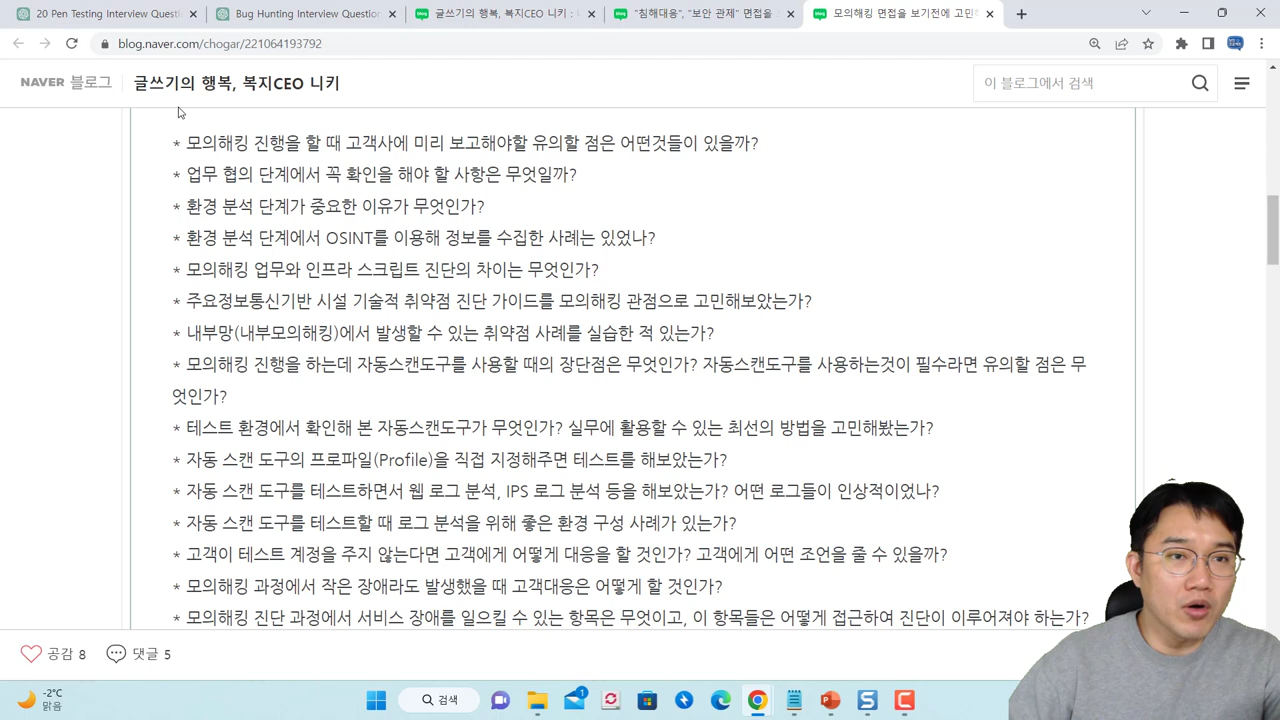 20 Pen Testing Interview Questi
Bug Hunting Interview Question
글쓰기의 행복, 복지CEO 니키 : 네
"침해대응", "보안 관제" 면접을
모의해킹 면접을 보기전에 고민해
blog.naver.com/chogar/221064193792
NAVER 블로그 글쓰기의 행복, 복지CEO 니키
이 블로그에서 검색
* 모의해킹 진행을 할 때 고객사에 미리 보고해야할 유의할 점은 어떤것들이 있을까?
* 업무 협의 단계에서 꼭 확인을 해야 할 사항은 무엇일까?
* 환경 분석 단계가 중요한 이유가 무엇인가?
* 환경 분석 단계에서 OSINT를 이용해 정보를 수집한 사례는 있었나?
* 모의해킹 업무와 인프라 스크립트 진단의 차이는 무엇인가?
* 주요정보통신기반 시설 기술적 취약점 진단 가이드를 모의해킹 관점으로 고민해보았는가?
* 내부망(내부모의해킹)에서 발생할 수 있는 취약점 사례를 실습한 적 있는가?
* 모의해킹 진행을 하는데 자동스캔도구를 사용할 때의 장단점은 무엇인가? 자동스캔도구를 사용하는것이 필수라면 유의할 점은 무
엇인가?
* 테스트 환경에서 확인해 본 자동스캔도구가 무엇인가? 실무에 활용할 수 있는 최선의 방법을 고민해봤는가?
* 자동 스캔 도구의 프로파일(Profile)을 직접 지정해주면 테스트를 해보았는가?
* 자동 스캔 도구를 테스트하면서 웹 로그 분석, IPS 로그 분석 등을 해보았는가? 어떤 로그들이 인상적이었나?
* 자동 스캔 도구를 테스트할 때 로그 분석을 위해 좋은 환경 구성 사례가 있는가?
* 고객이 테스트 계정을 주지 않는다면 고객에게 어떻게 대응을 할 것인가? 고객에게 어떤 조언을 줄 수 있을까?
* 모의해킹 과정에서 작은 장애라도 발생했을 때 고객대응은 어떻게 할 것인가?
* 모의해킹 진단 과정에서 서비스 장애를 일으킬 수 있는 항목은 무엇이고, 이 항목들은 어떻게 접근하여 진단이 이루어져야 하는가?
공감 8 댓글 5
-2°C
맑음
검색
1